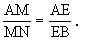 AM/MN = AE/EB .